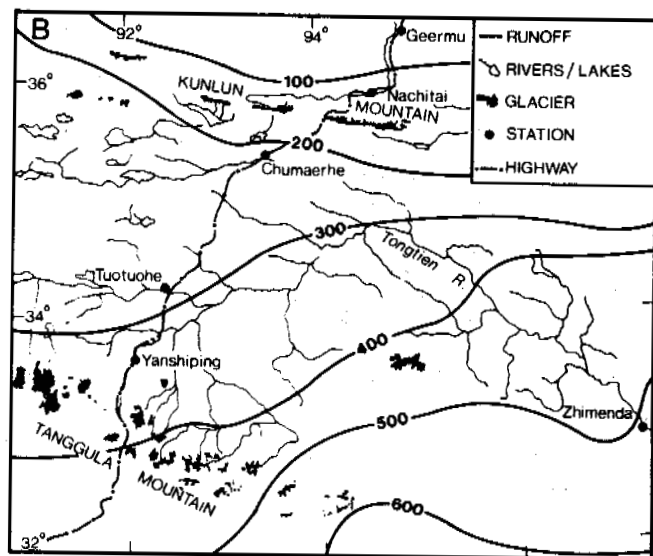 B
92°
94°
Geermu
RUNOFF
RIVERS/LAKES
GLACIER
STATION
HIGHWAY
36°
100
KUNLUN
Nachitai
MOUNTAIN
200
Chumaerhe
300
Tongtien R.
Tuotuohe
34°
400
Yanshiping
500
Zhimenda
TANGGULA
MOUNTAIN
600
32°